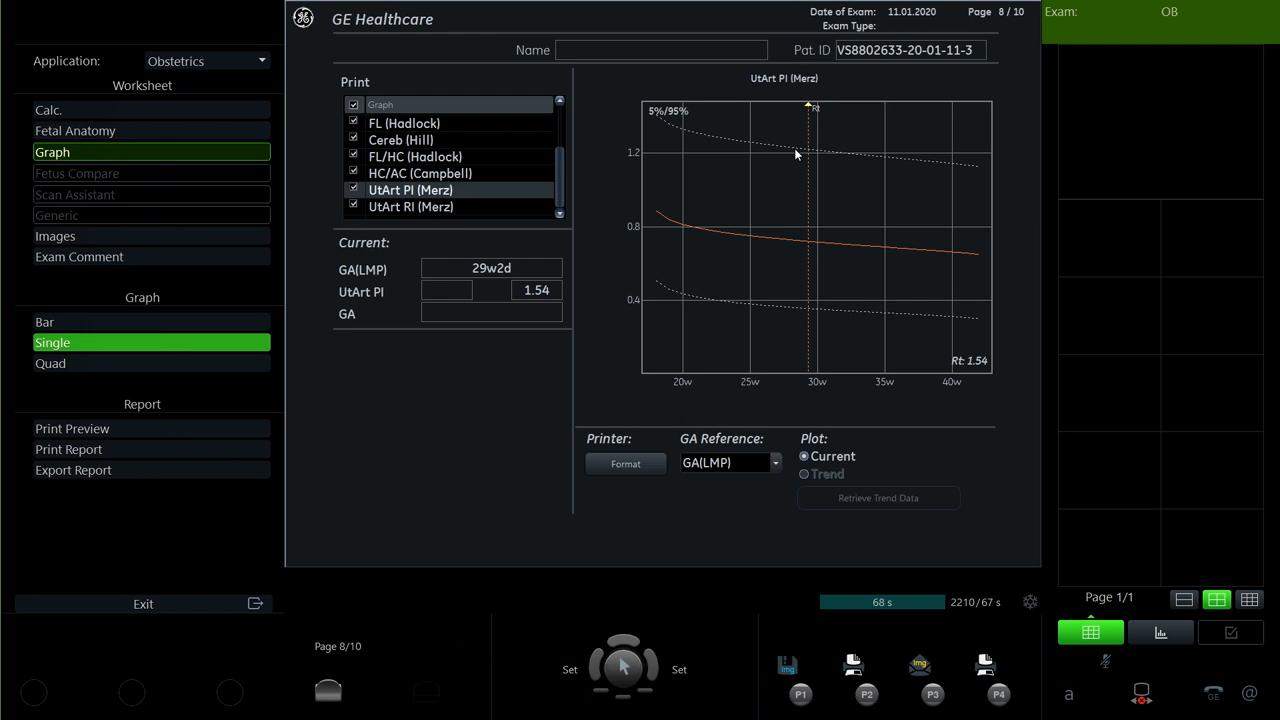 GE Healthcare
Date of Exam: 11.01.2020 Page 8 / 10
Exam Type:
Exam: OB
Name Pat. ID VS8802633-20-01-11-3
Application: Obstetrics
Worksheet
Calc.
Fetal Anatomy
Graph
Fetus Compare
Scan Assistant
Generic
Images
Exam Comment
Graph
Bar
Single
Quad
Report
Print Preview
Print Report
Export Report
Exit
Print
Graph
FL (Hadlock)
Cereb (Hill)
FL/HC (Hadlock)
HC/AC (Campbell)
UtArt PI (Merz)
UtArt RI (Merz)
Current:
GA(LMP) 29w2d
UtArt PI 1.54
GA
UtArt PI (Merz)
5%/95%
Rt
1.2
0.8
0.4
Rt: 1.54
20w 25w 30w 35w 40w
Printer: GA Reference: Plot:
Format GA(LMP) Current
Trend
Retrieve Trend Data
68 s 2210/67 s
Page 1/1
Page 8/10
Set Set
Img Img
P1 P2 P3 P4
a GE @